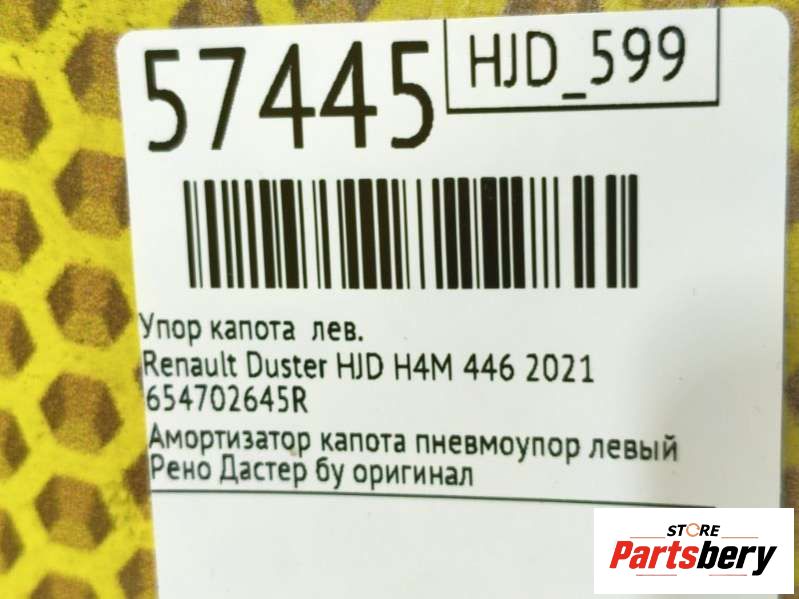 57445
HJD_599
Упор капота лев.
Renault Duster HJD H4M 446 2021
654702645R
Амортизатор капота пневмоупор левый
Рено Дастер бу оригинал
STORE
Partsbery